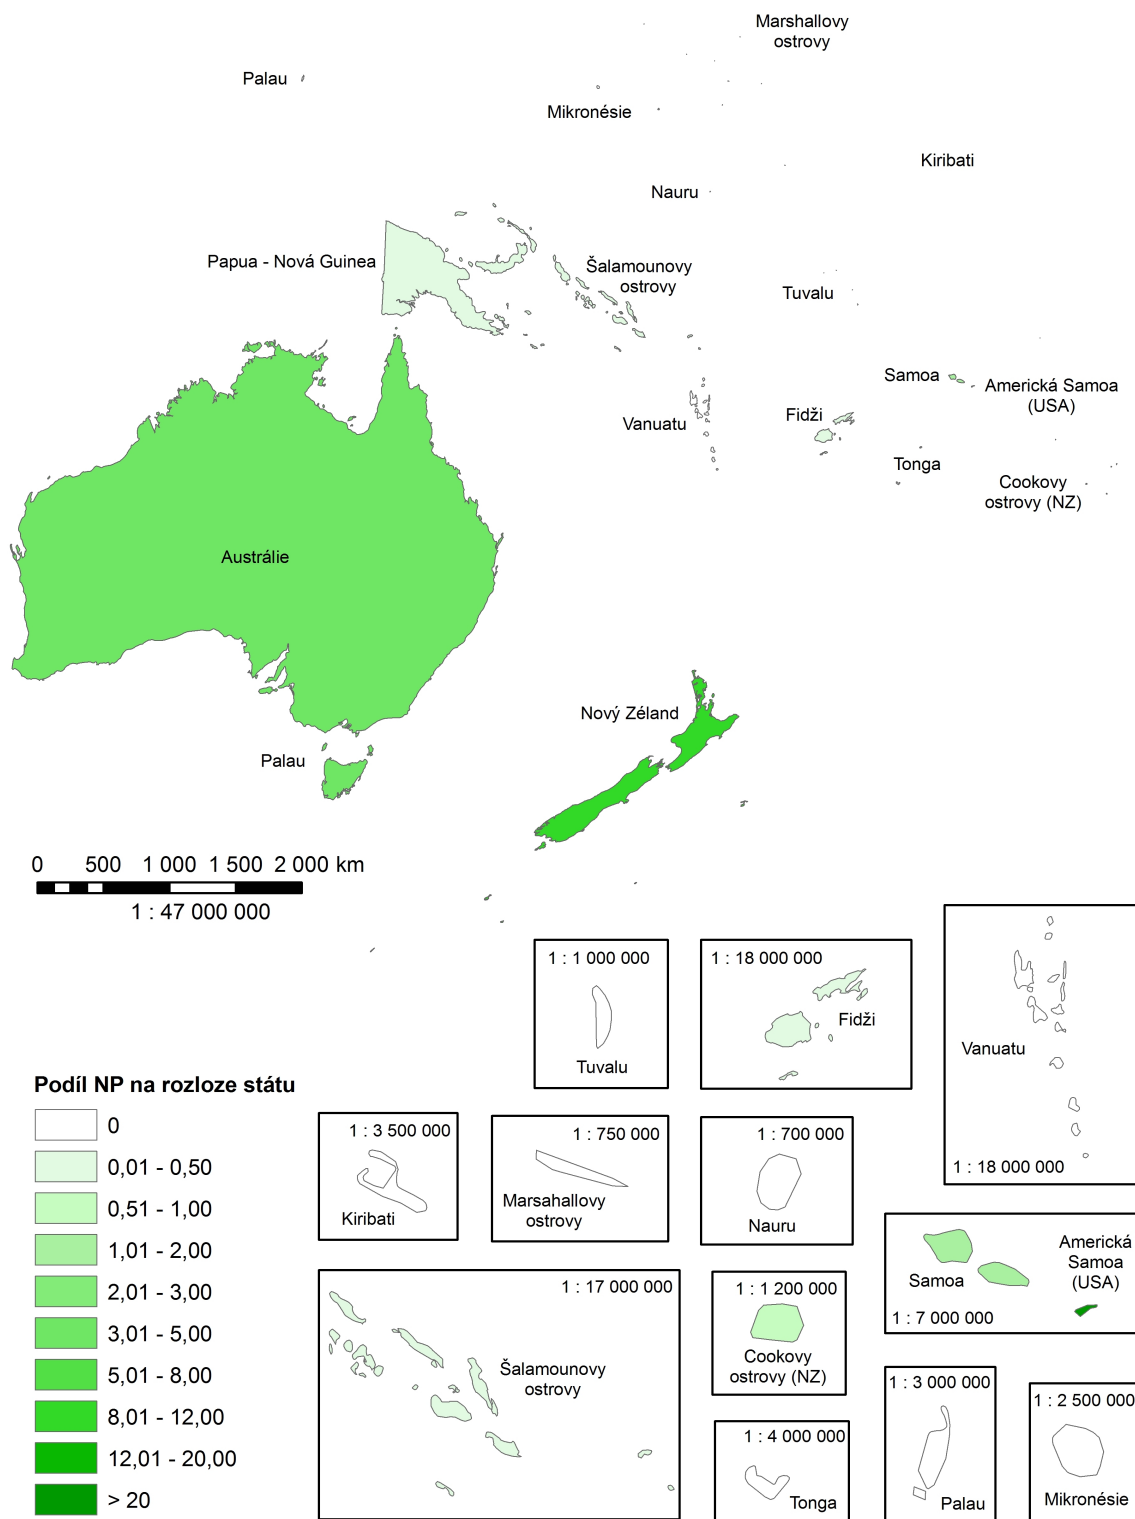 Marshallovy
ostrovy
Palau
Mikronésie
Kiribati
Nauru
Papua - Nová Guinea
Šalamounovy
ostrovy
Tuvalu
Samoa
Americká Samoa
(USA)
Fidži
Vanuatu
Tonga
Cookovy
ostrovy (NZ)
Austrálie
Nový Zéland
Palau
0 500 1 000 1 500 2 000 km
1 : 47 000 000
1 : 1 000 000
Tuvalu
1 : 18 000 000
Fidži
Vanuatu
1 : 18 000 000
Podíl NP na rozloze státu
0
0,01 - 0,50
0,51 - 1,00
1,01 - 2,00
2,01 - 3,00
3,01 - 5,00
5,01 - 8,00
8,01 - 12,00
12,01 - 20,00
> 20
1 : 3 500 000
Kiribati
1 : 750 000
Marsahallovy
ostrovy
1 : 700 000
Nauru
Americká
Samoa
(USA)
Samoa
1 : 7 000 000
1 : 17 000 000
Šalamounovy
ostrovy
1 : 1 200 000
Cookovy
ostrovy (NZ)
1 : 4 000 000
Tonga
1 : 3 000 000
Palau
1 : 2 500 000
Mikronésie